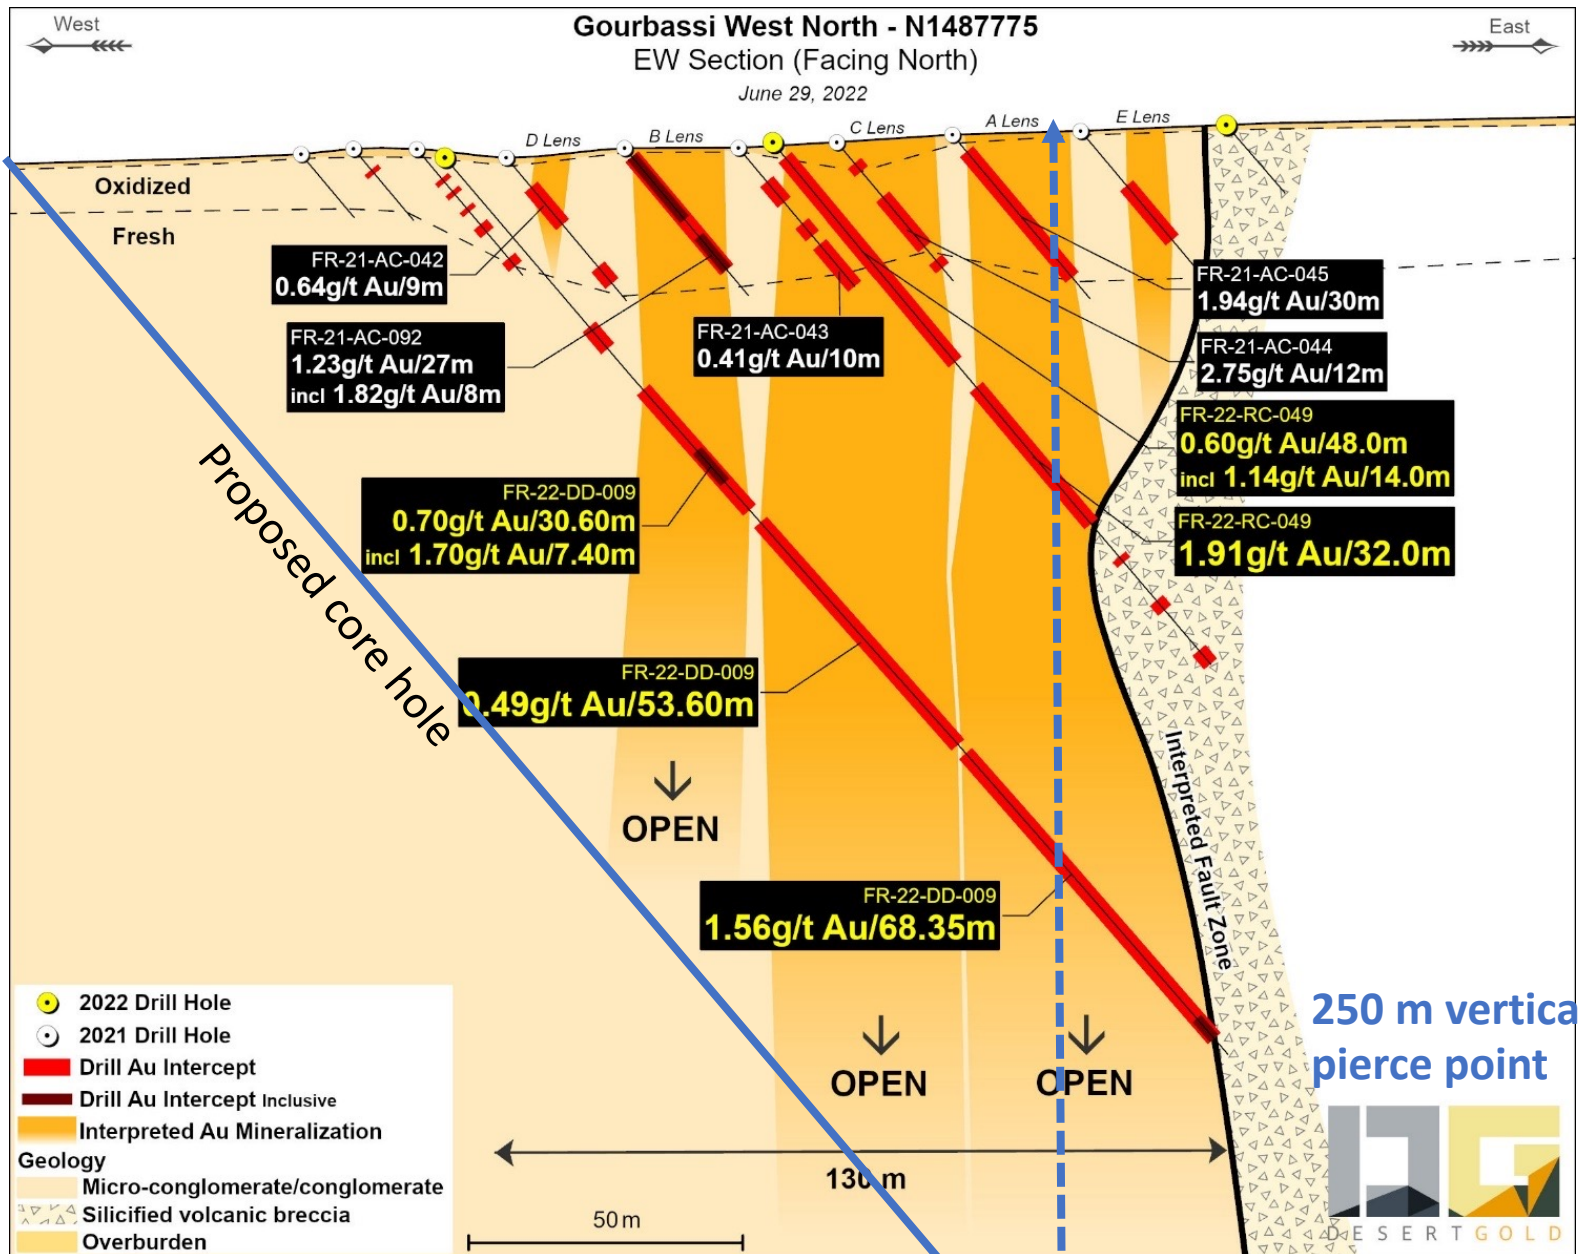 Gourbassi West North - N1487775
EW Section (Facing North)
June 29, 2022
West
East
D Lens
B Lens
C Lens
A Lens
E Lens
Oxidized
Fresh
FR-21-AC-042
0.64g/t Au/9m
FR-21-AC-092
1.23g/t Au/27m
incl 1.82g/t Au/8m
FR-21-AC-043
0.41g/t Au/10m
FR-21-AC-045
1.94g/t Au/30m
FR-21-AC-044
2.75g/t Au/12m
FR-22-RC-049
0.60g/t Au/48.0m
incl 1.14g/t Au/14.0m
FR-22-RC-049
1.91g/t Au/32.0m
Proposed core hole
FR-22-DD-009
0.70g/t Au/30.60m
incl 1.70g/t Au/7.40m
FR-22-DD-009
0.49g/t Au/53.60m
OPEN
Interpreted Fault Zone
FR-22-DD-009
1.56g/t Au/68.35m
OPEN
OPEN
250 m vertica
pierce point
130 m
50 m
2022 Drill Hole
2021 Drill Hole
Drill Au Intercept
Drill Au Intercept Inclusive
Interpreted Au Mineralization
Geology
Micro-conglomerate/conglomerate
Silicified volcanic breccia
Overburden
DESERTGOLD